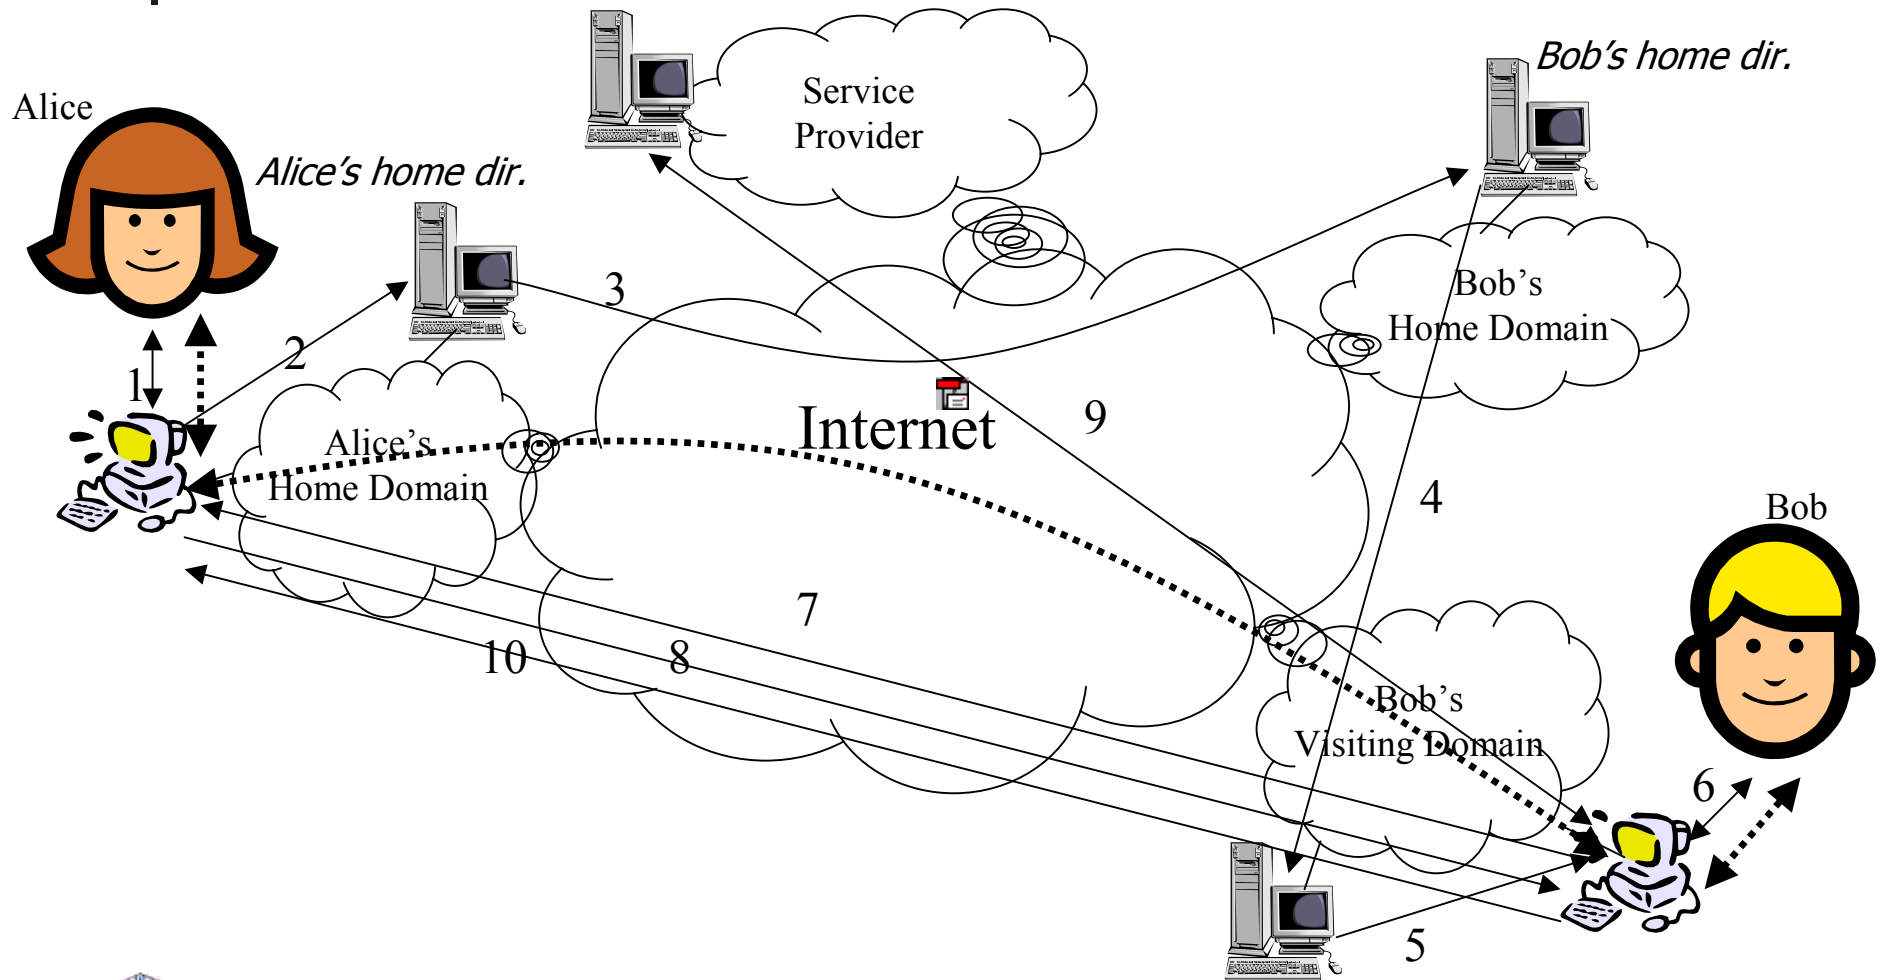 Alice
Alice's home dir.
Service
Provider
Bob's home dir.
Bob's
Home Domain
1
2
3
Internet
9
4
Alice's
Home Domain
7
8
10
Bob
Bob's
Visiting Domain
6
5